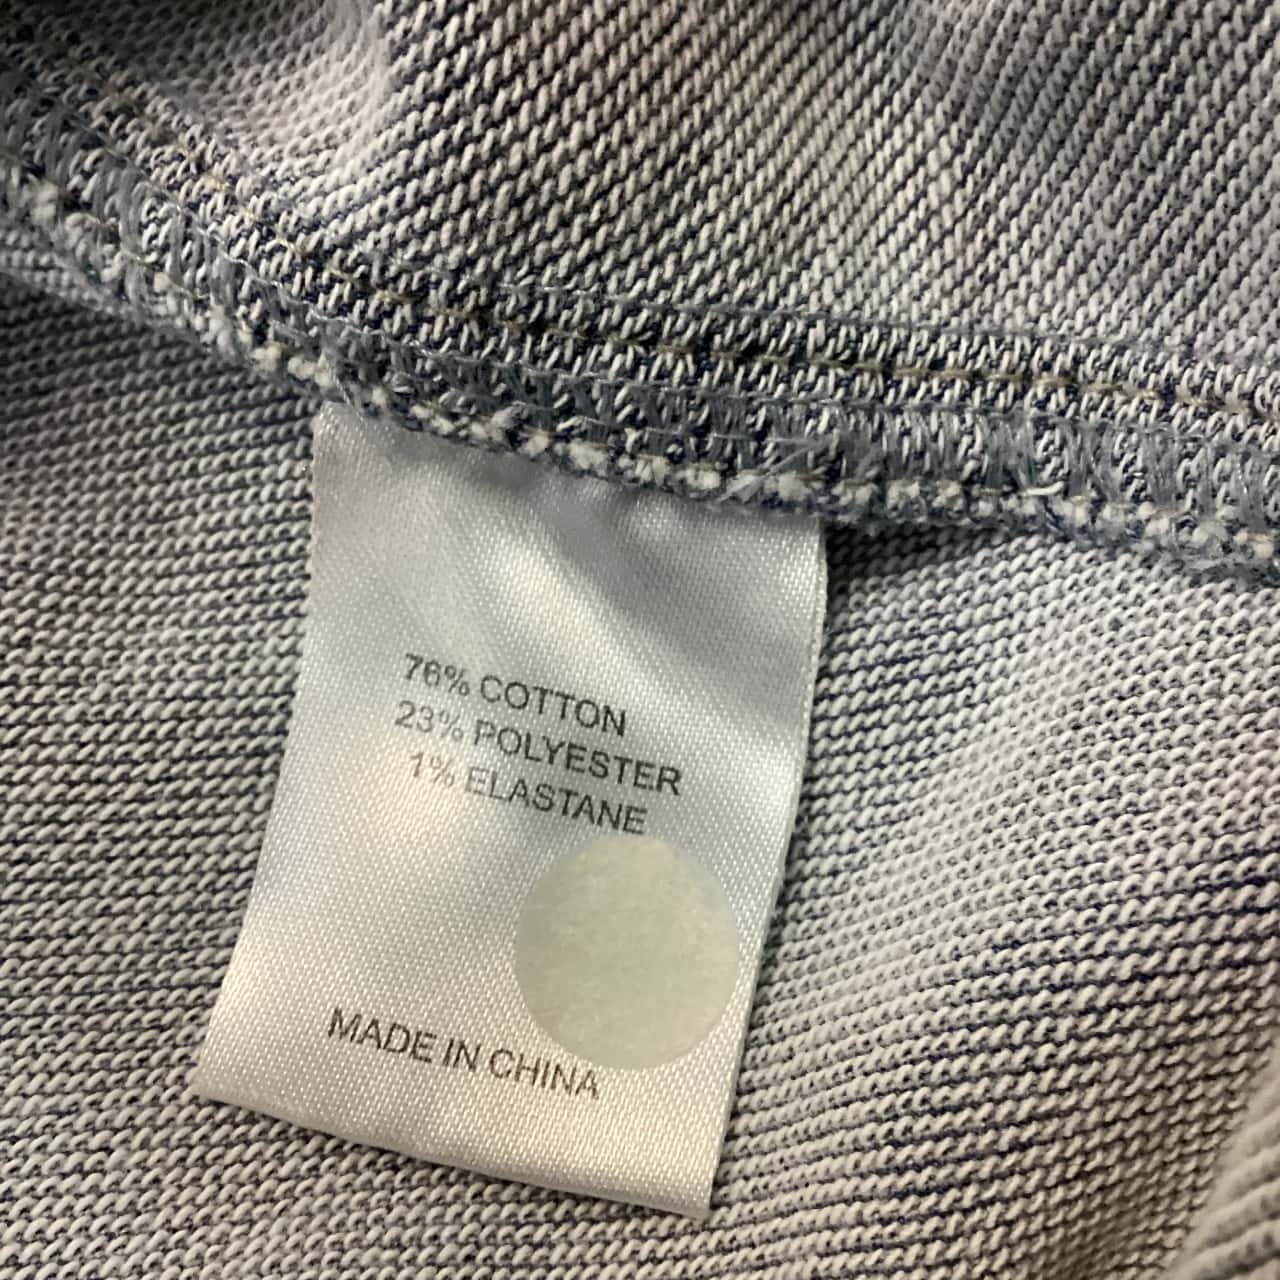 76% COTTON
23% POLYESTER
1% ELASTANE
MADE IN CHINA